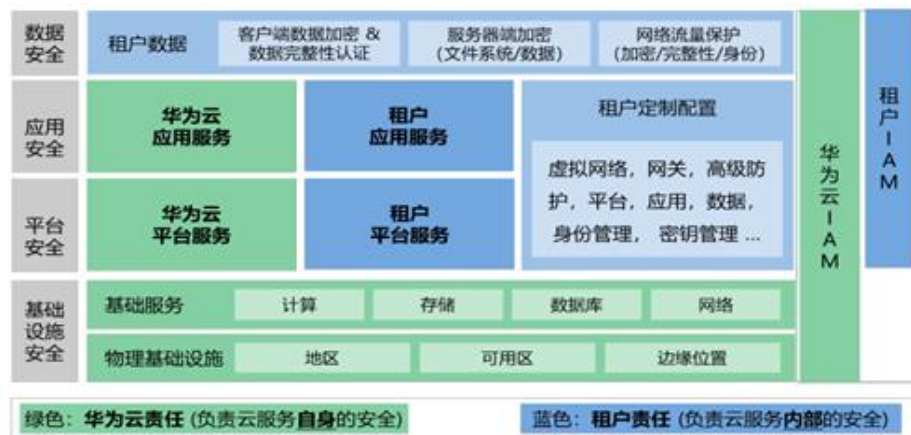 数据
安全
租户数据
客户端数据加密 &
数据完整性认证
服务器端加密
(文件系统/数据)
网络流量保护
(加密/完整性/身份)
应用
安全
华为云
应用服务
租户
应用服务
租户定制配置
虚拟网络，网关，高级防
护，平台，应用，数据，
身份管理，密钥管理 ...
平台
安全
华为云
平台服务
租户
平台服务
基础
设施
安全
基础服务
计算
存储
数据库
网络
物理基础设施
地区
可用区
边缘位置
华为云IAM
租户IAM
绿色：华为云责任 (负责云服务自身的安全)
蓝色：租户责任 (负责云服务内部的安全)